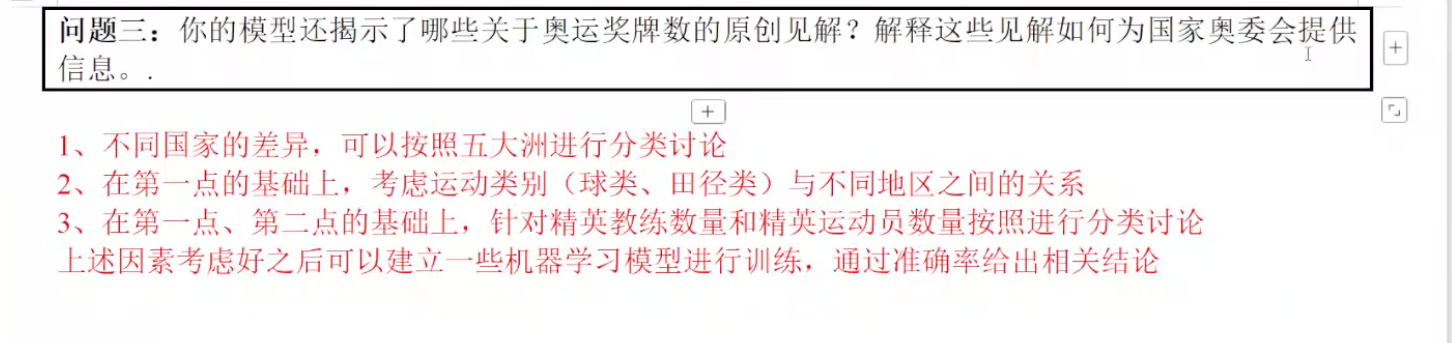 问题三：你的模型还揭示了哪些关于奥运奖牌数的原创见解？解释这些见解如何为国家奥委会提供
信息。.
1、不同国家的差异，可以按照五大洲进行分类讨论
2、在第一点的基础上，考虑运动类别（球类、田径类）与不同地区之间的关系
3、在第一点、第二点的基础上，针对精英教练数量和精英运动员数量按照进行分类讨论
上述因素考虑好之后可以建立一些机器学习模型进行训练，通过准确率给出相关结论